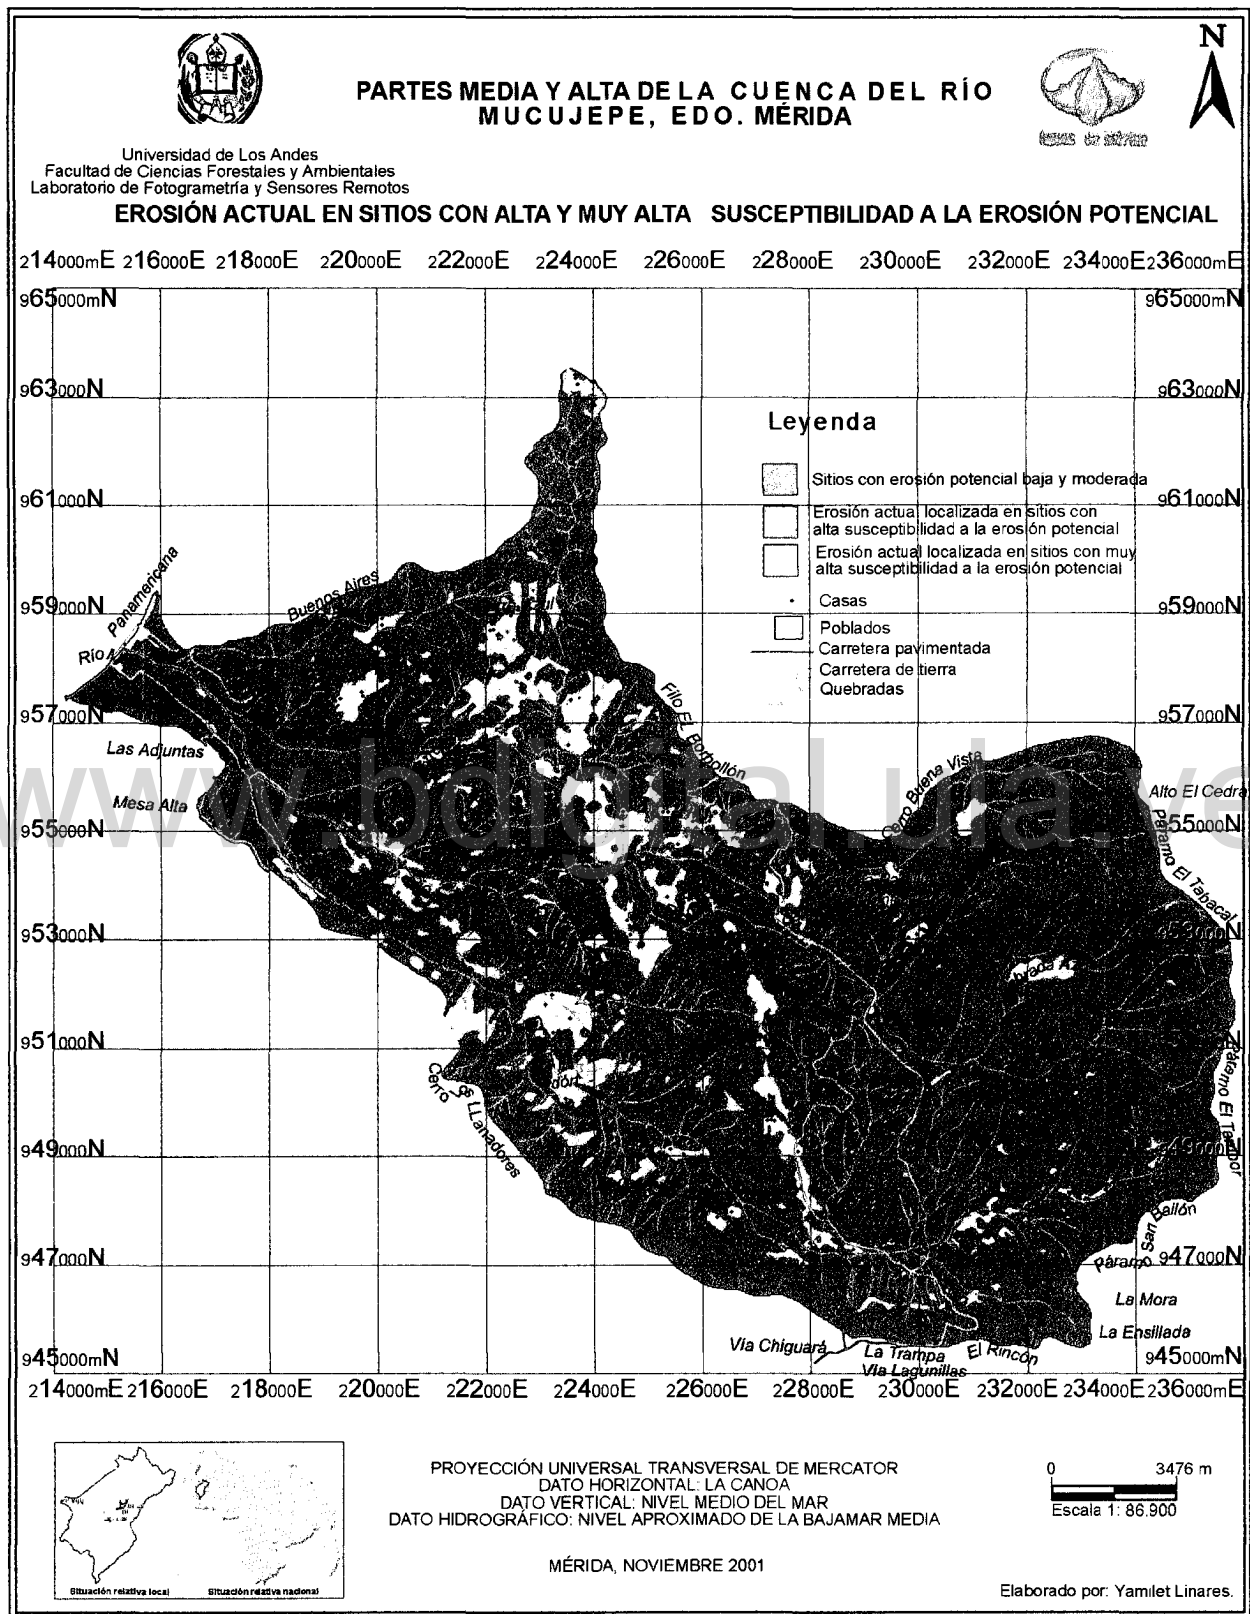 N
PARTES MEDIA Y ALTA DE LA CUENCA DEL RÍO
MUCUJEPE, EDO. MÉRIDA
Universidad de Los Andes
Facultad de Ciencias Forestales y Ambientales
Laboratorio de Fotogrametría y Sensores Remotos
EROSIÓN ACTUAL EN SITIOS CON ALTA Y MUY ALTA SUSCEPTIBILIDAD A LA EROSIÓN POTENCIAL
214000mE 216000E 218000E 220000E 222000E 224000E 226000E 228000E 230000E 232000E 234000E 236000mE
965000mN 965000mN
963000N 963000N
Leyenda
Sitios con erosión potencial baja y moderada
961000N 961000N
Erosión actual localizada en sitios con
alta susceptibilidad a la erosión potencial
Erosión actual localizada en sitios con muy
alta susceptibilidad a la erosión potencial
Panamericana
Buenos Aires
959000N 959000N
Casas
Poblados
Carretera pavimentada
Carretera de tierra
Quebradas
Río
957000N 957000N
Filo EL Borbollón
Las Adjuntas
Cerro Buena Vista
www.bdigital.ula.ve
Mesa Alta
Alto El Cedra
955000N 955000N
Páramo El Tabacal
953000N 953000N
951000N
Cerro Los LLanadores
Páramo El
949000N 949000N
San Bailón
947000N 947000N
Páramo
La Mora
La Ensillada
Vía Chiguará
La Trampa
El Rincón
Vía Lagunillas
945000mN 945000mN
214000mE 216000E 218000E 220000E 222000E 224000E 226000E 228000E 230000E 232000E 234000E 236000mE
PROYECCIÓN UNIVERSAL TRANSVERSAL DE MERCATOR
DATO HORIZONTAL: LA CANOA
DATO VERTICAL: NIVEL MEDIO DEL MAR
DATO HIDROGRÁFICO: NIVEL APROXIMADO DE LA BAJAMAR MEDIA
0 3476 m
Escala 1: 86.900
MÉRIDA, NOVIEMBRE 2001
Situación relativa local Situación relativa nacional
Elaborado por: Yamilet Linares.